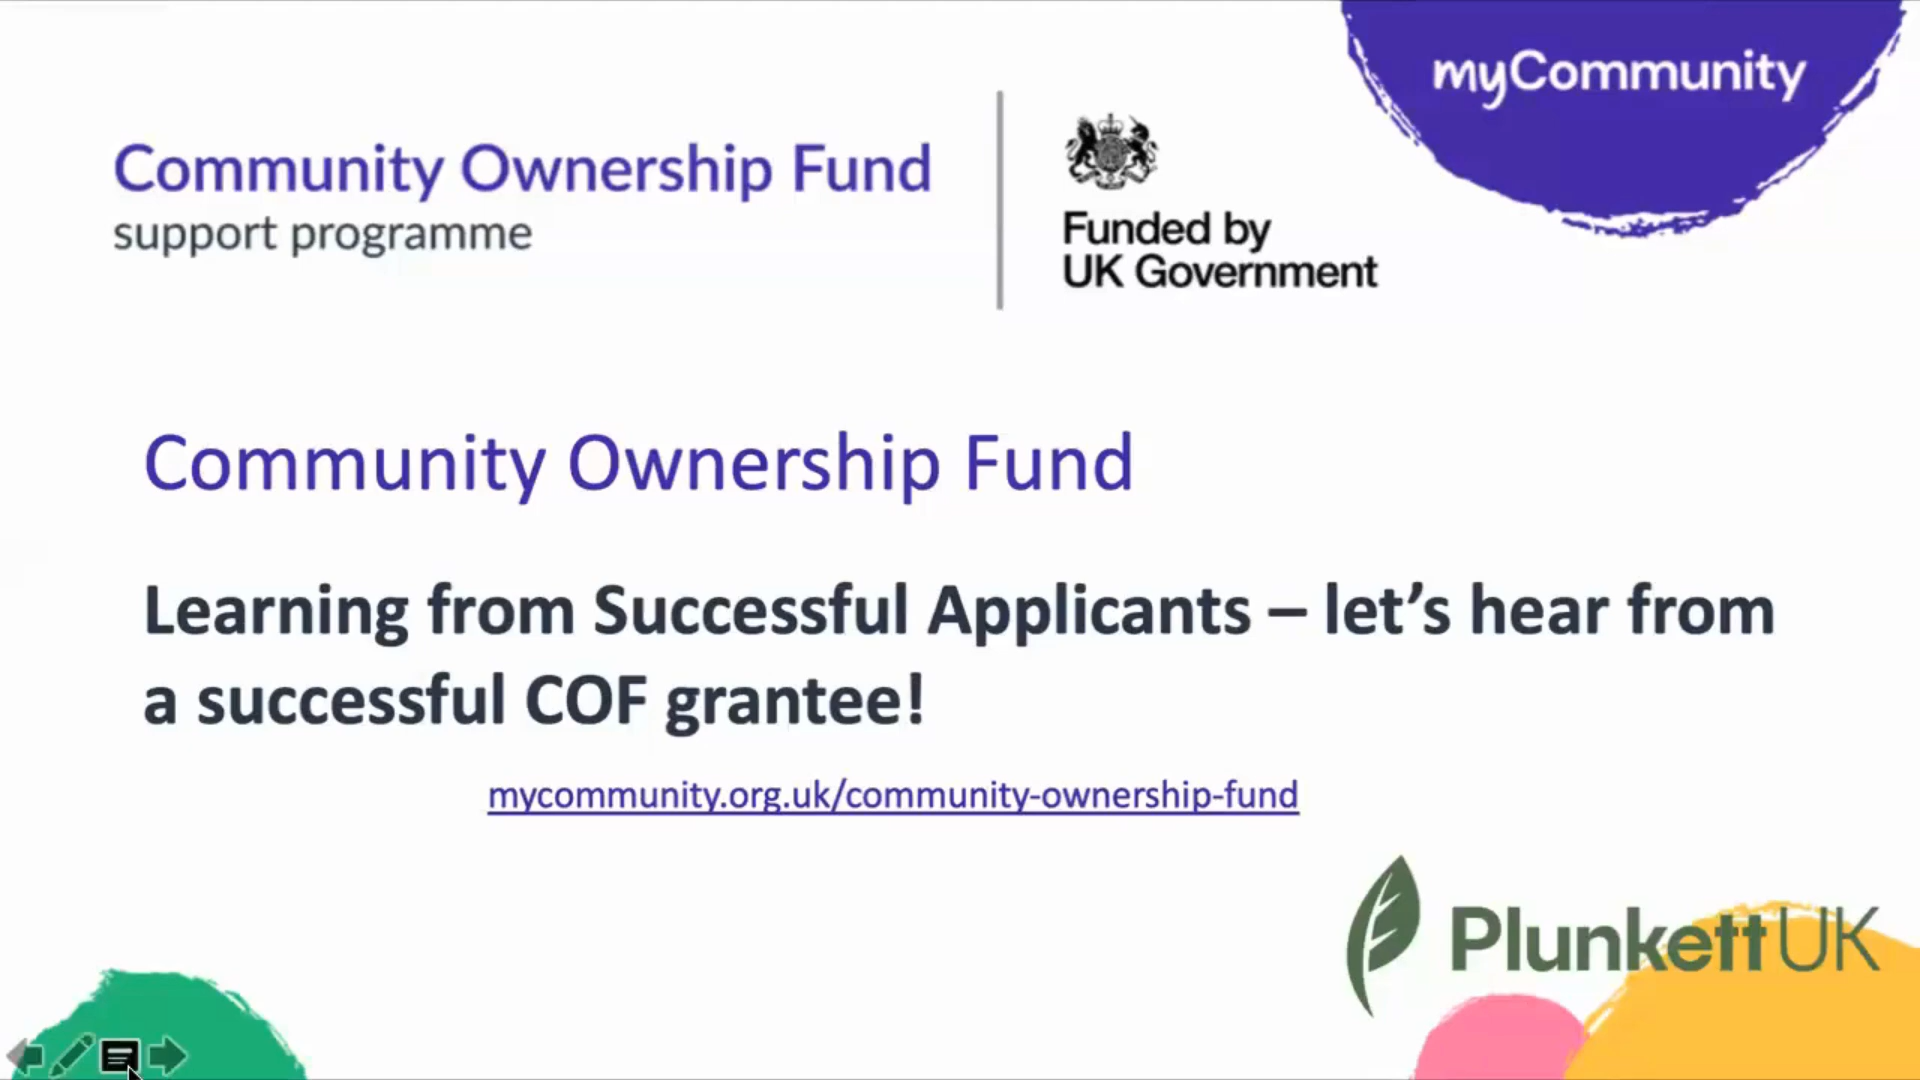 myCommunity
Community Ownership Fund
support programme
Funded by
UK Government
Community Ownership Fund
Learning from Successful Applicants – let’s hear from
a successful COF grantee!
mycommunity.org.uk/community-ownership-fund
PlunkettUK